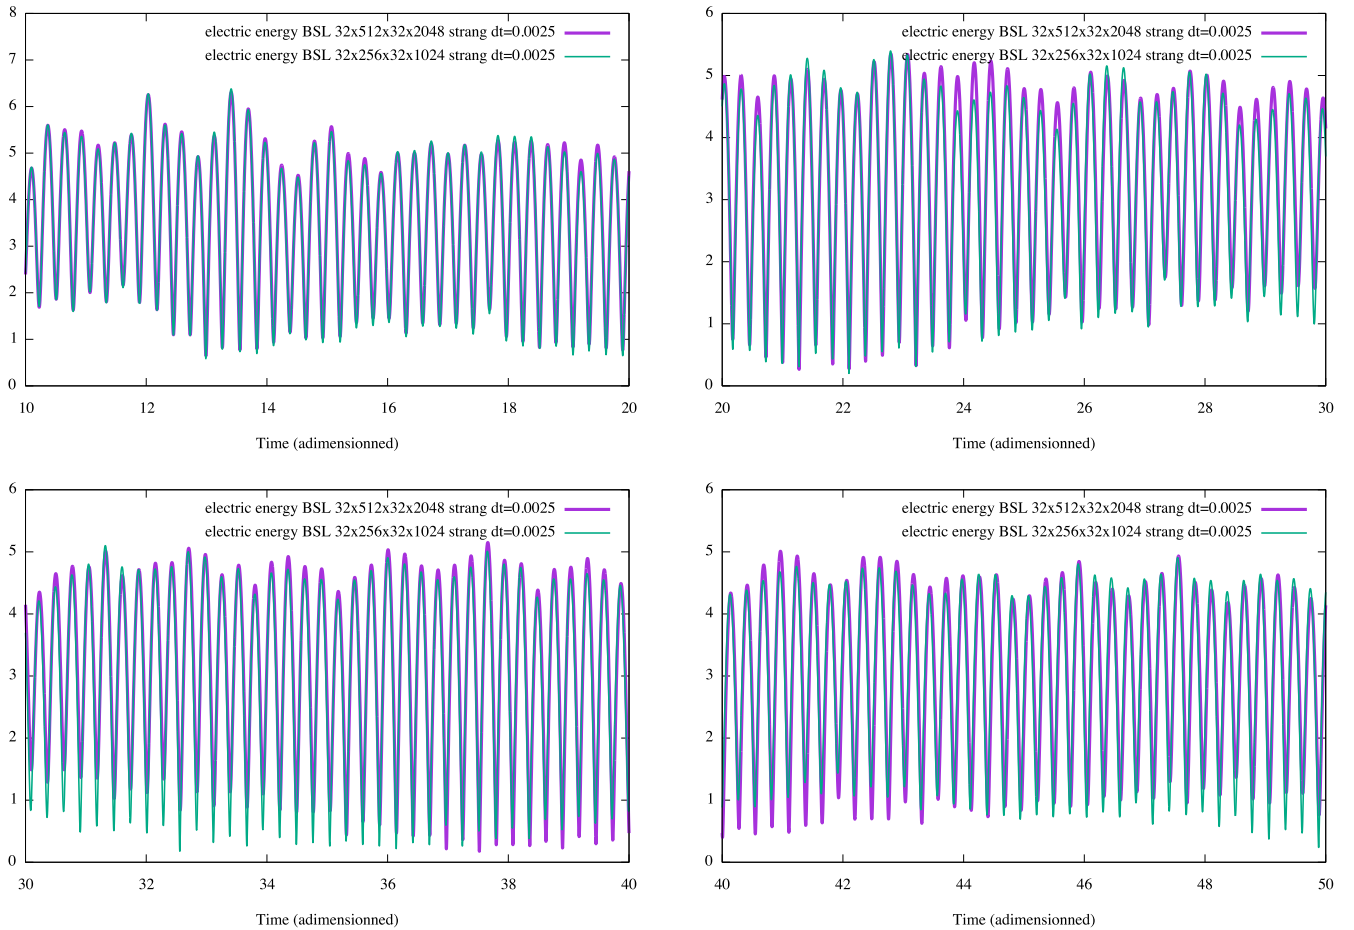 8
7
6
5
4
3
2
1
0
electric energy BSL 32x512x32x2048 strang dt=0.0025
electric energy BSL 32x256x32x1024 strang dt=0.0025
10 12 14 16 18 20
Time (adimensionned)
6
5
4
3
2
1
0
electric energy BSL 32x512x32x2048 strang dt=0.0025
electric energy BSL 32x256x32x1024 strang dt=0.0025
20 22 24 26 28 30
Time (adimensionned)
6
5
4
3
2
1
0
electric energy BSL 32x512x32x2048 strang dt=0.0025
electric energy BSL 32x256x32x1024 strang dt=0.0025
30 32 34 36 38 40
Time (adimensionned)
6
5
4
3
2
1
0
electric energy BSL 32x512x32x2048 strang dt=0.0025
electric energy BSL 32x256x32x1024 strang dt=0.0025
40 42 44 46 48 50
Time (adimensionned)